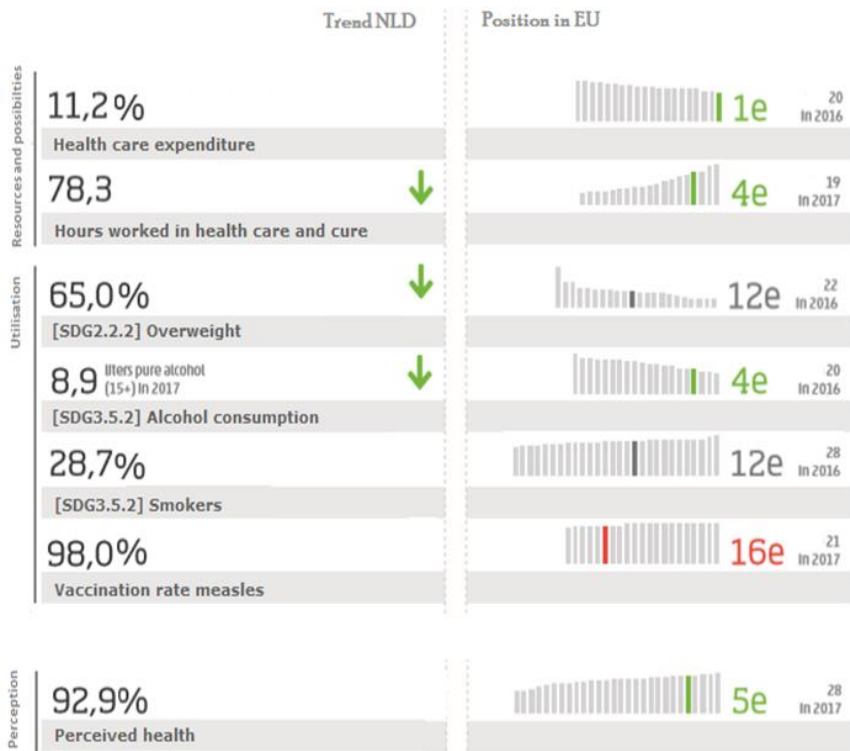 Trend NLD
Position in EU
Resources and possibilties
11,2%
1e
20
In 2016
Health care expenditure
78,3
4e
19
In 2017
Hours worked in health care and cure
Utilisation
65,0%
12e
22
In 2016
[SDG2.2.2] Overweight
8,9 liters pure alcohol
(15+) In 2017
4e
20
In 2016
[SDG3.5.2] Alcohol consumption
28,7%
12e
28
In 2016
[SDG3.5.2] Smokers
98,0%
16e
21
In 2017
Vaccination rate measles
Perception
92,9%
5e
28
In 2017
Perceived health